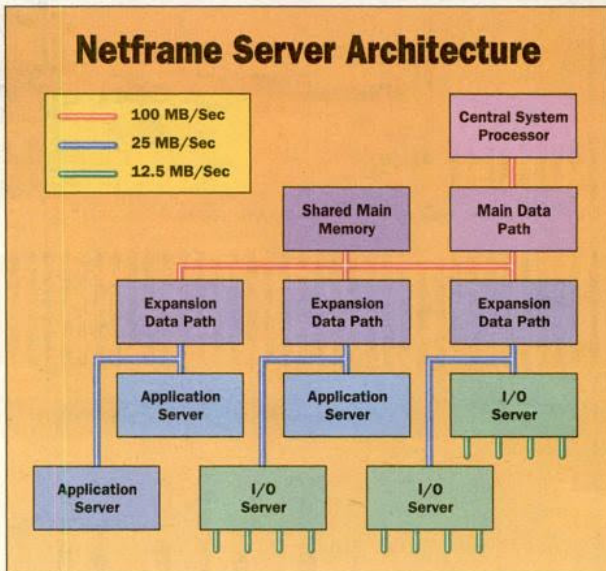 Netframe Server Architecture
100 MB/Sec
25 MB/Sec
12.5 MB/Sec
Central System
Processor
Shared Main
Memory
Main Data
Path
Expansion
Data Path
Expansion
Data Path
Expansion
Data Path
Application
Server
Application
Server
I/O
Server
Application
Server
I/O
Server
I/O
Server